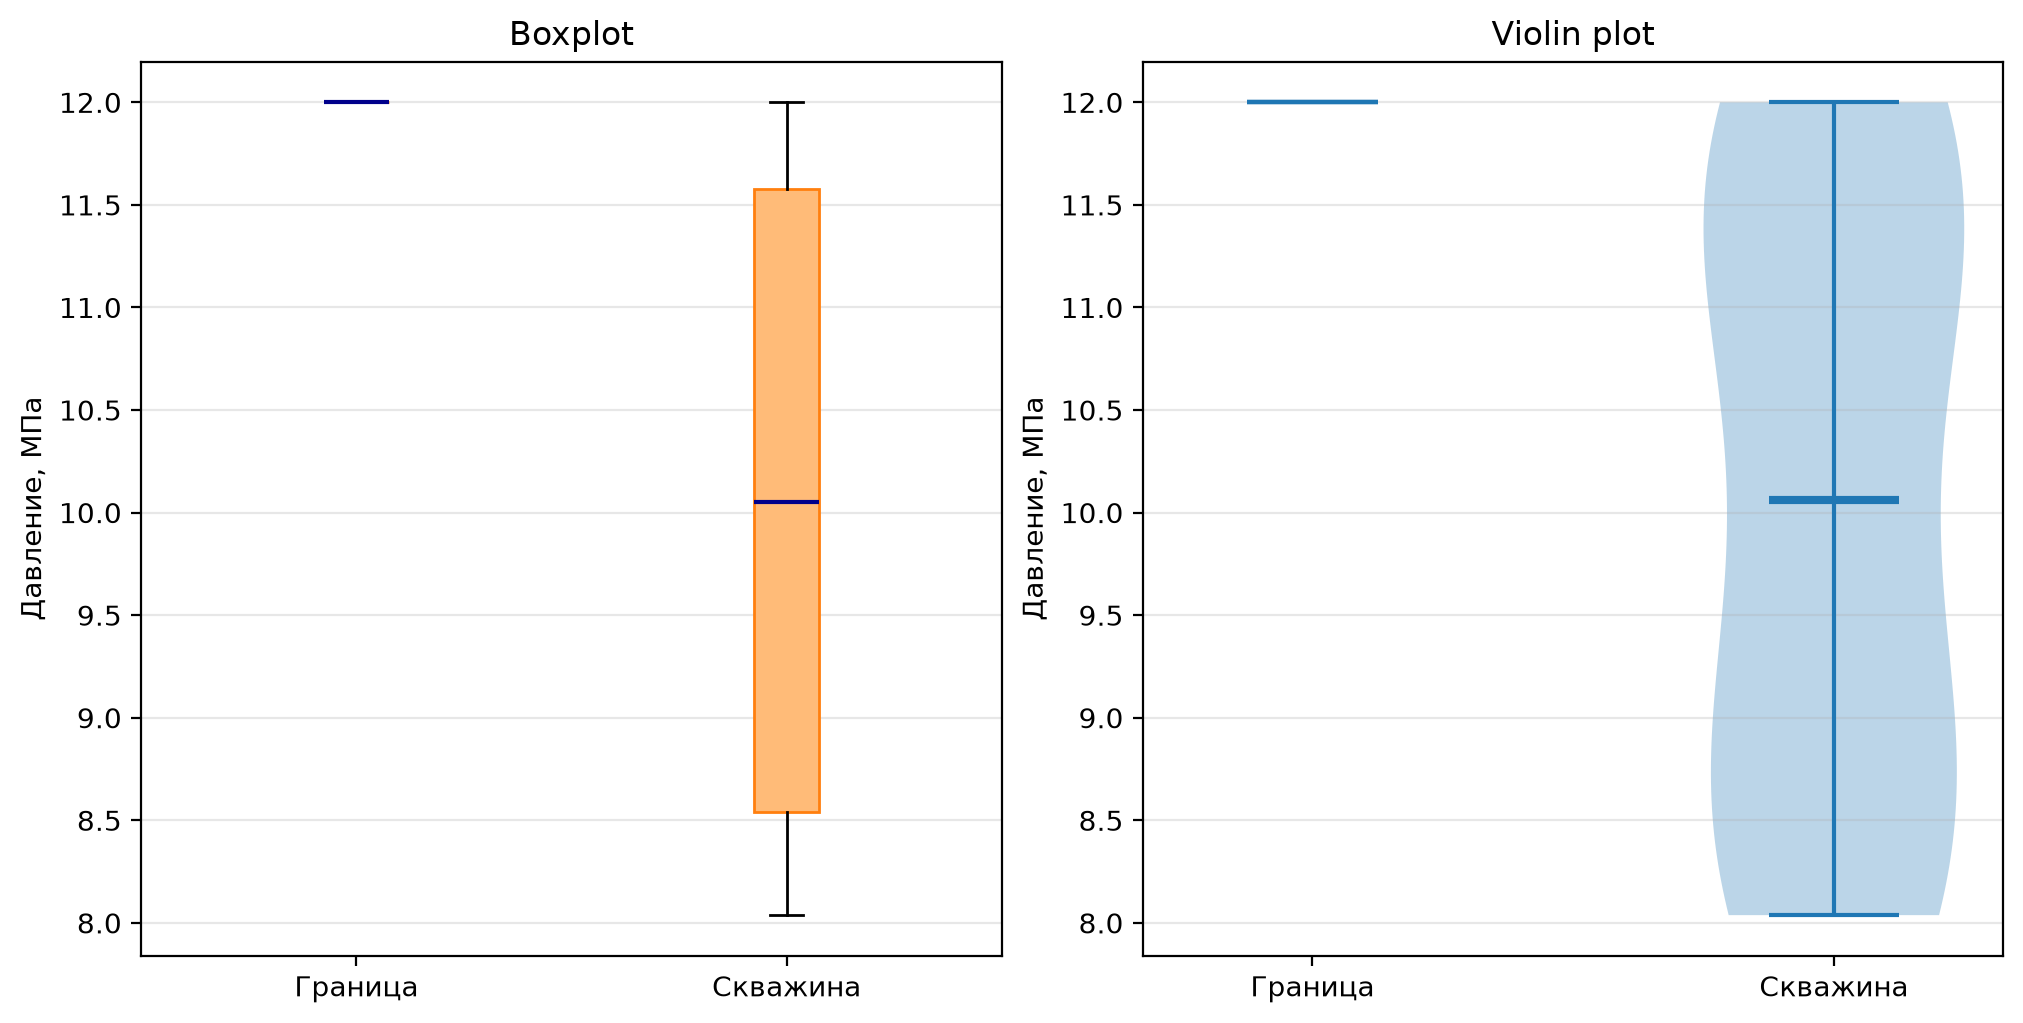 Boxplot
Давление, МПа
12.0
11.5
11.0
10.5
10.0
9.5
9.0
8.5
8.0
Граница
Скважина
Violin plot
Давление, МПа
12.0
11.5
11.0
10.5
10.0
9.5
9.0
8.5
8.0
Граница
Скважина